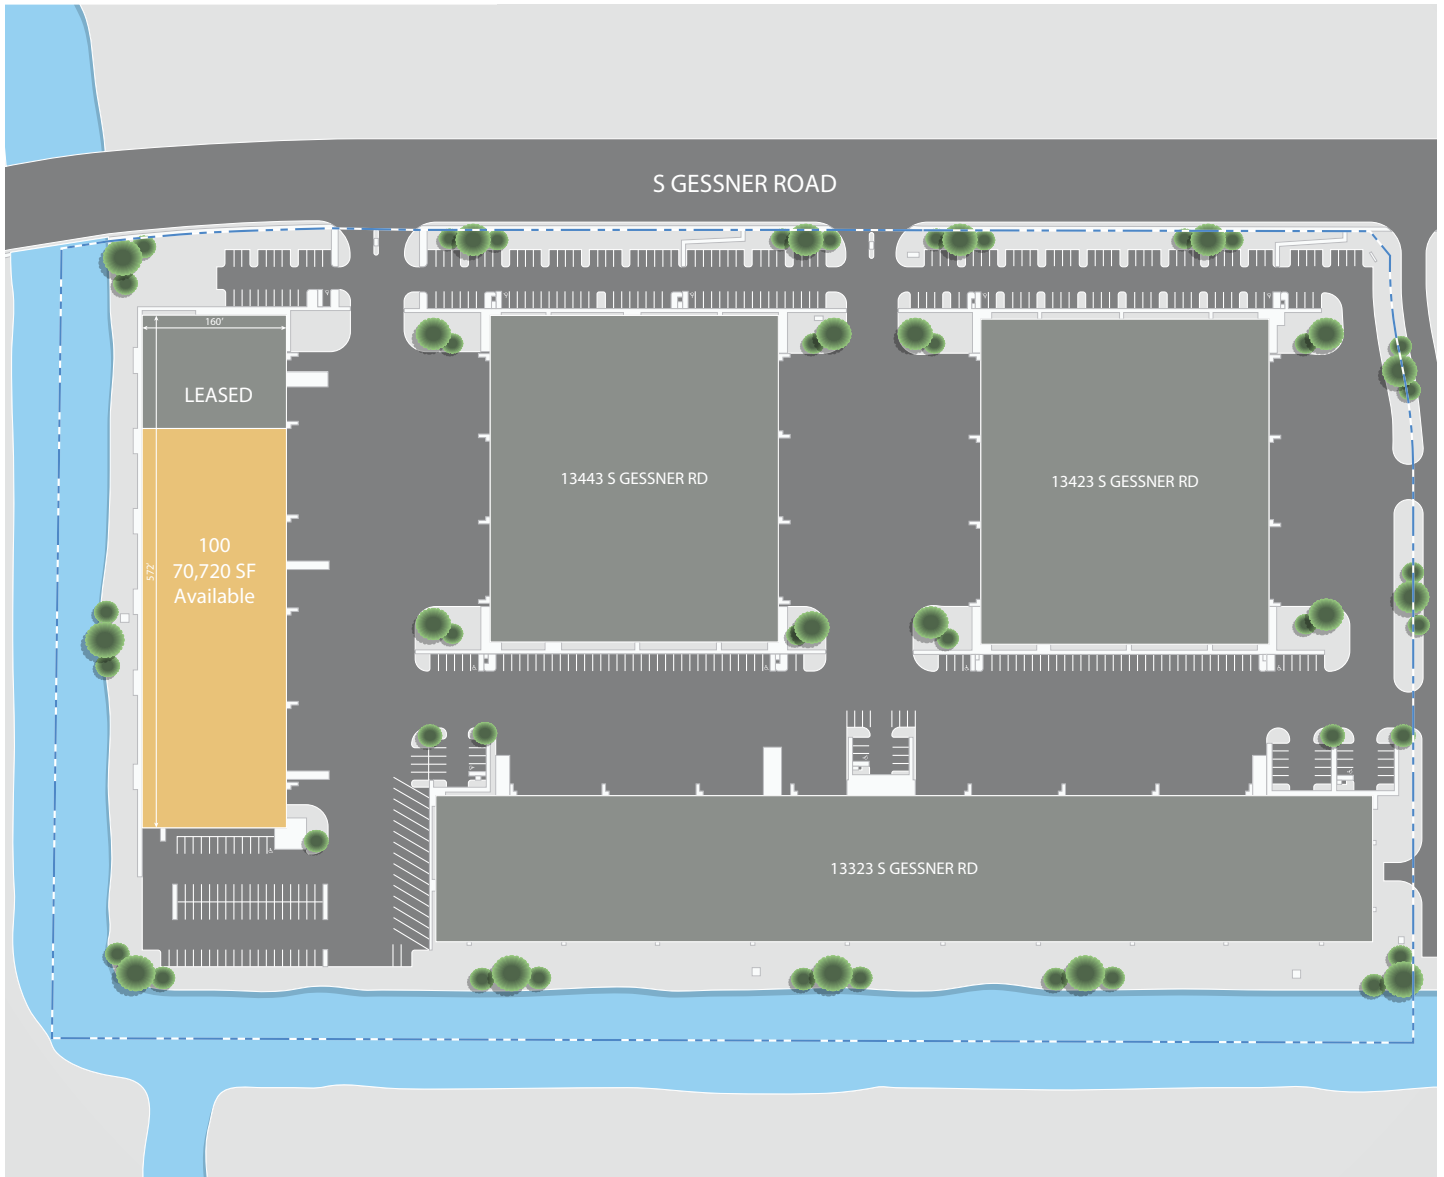 S GESSNER ROAD
160'
LEASED
13443 S GESSNER RD
13423 S GESSNER RD
100
70,720 SF
Available
572'
13323 S GESSNER RD